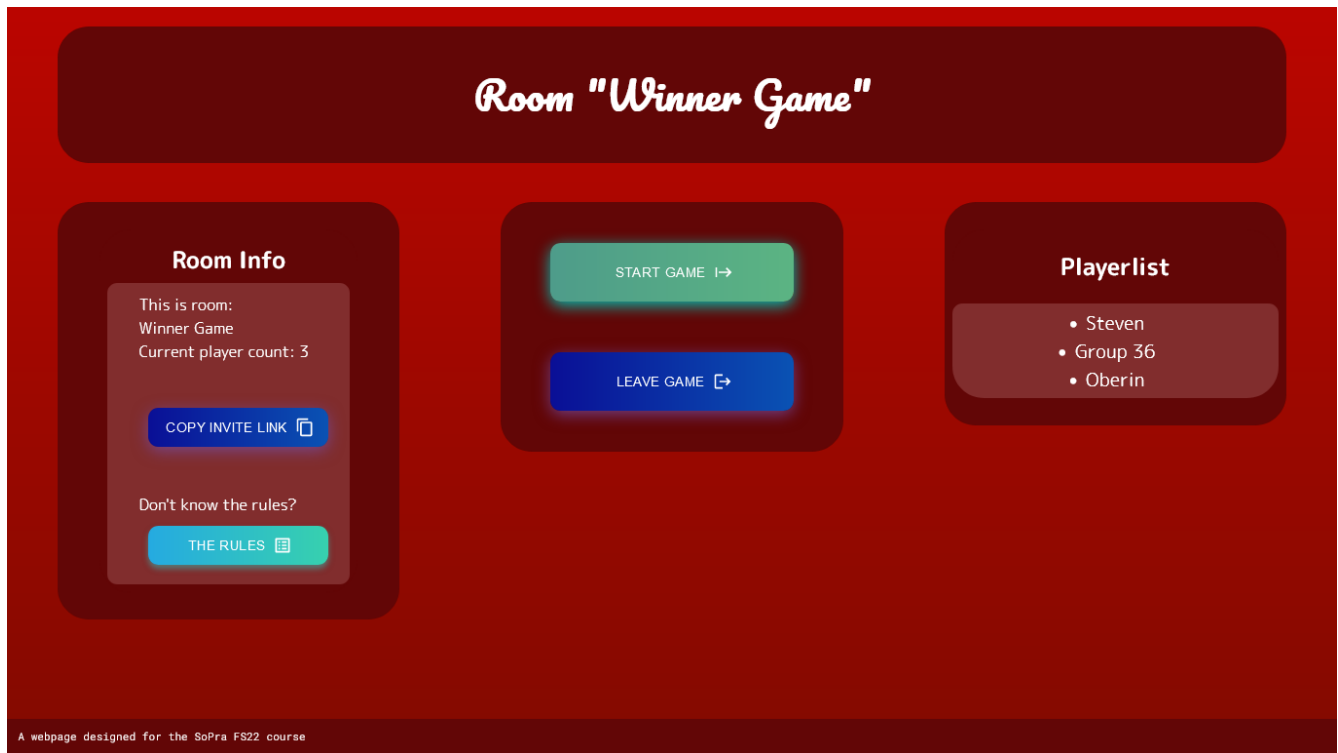 Room "Winner Game"
Room Info
This is room:
Winner Game
Current player count: 3
COPY INVITE LINK
Don't know the rules?
THE RULES
START GAME
LEAVE GAME
Playerlist
• Steven
• Group 36
• Oberin
A webpage designed for the SoPra FS22 course